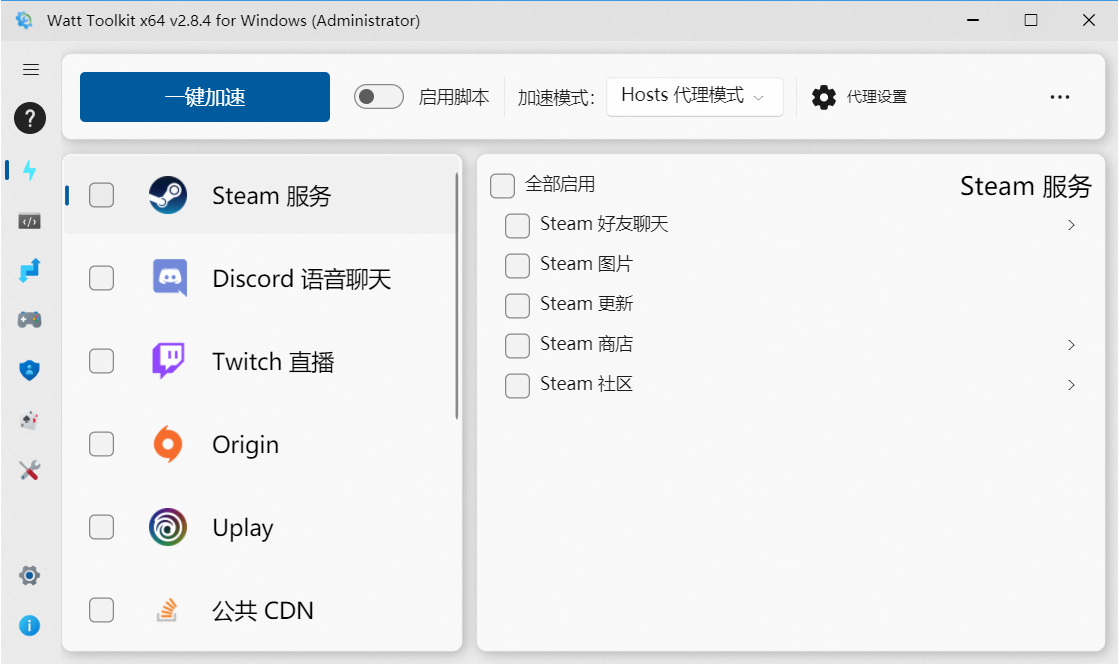 Watt Toolkit x64 v2.8.4 for Windows (Administrator)
一键加速
启用脚本
加速模式:
Hosts 代理模式
代理设置
Steam 服务
Discord 语音聊天
Twitch 直播
Origin
Uplay
公共 CDN
全部启用
Steam 服务
Steam 好友聊天
Steam 图片
Steam 更新
Steam 商店
Steam 社区